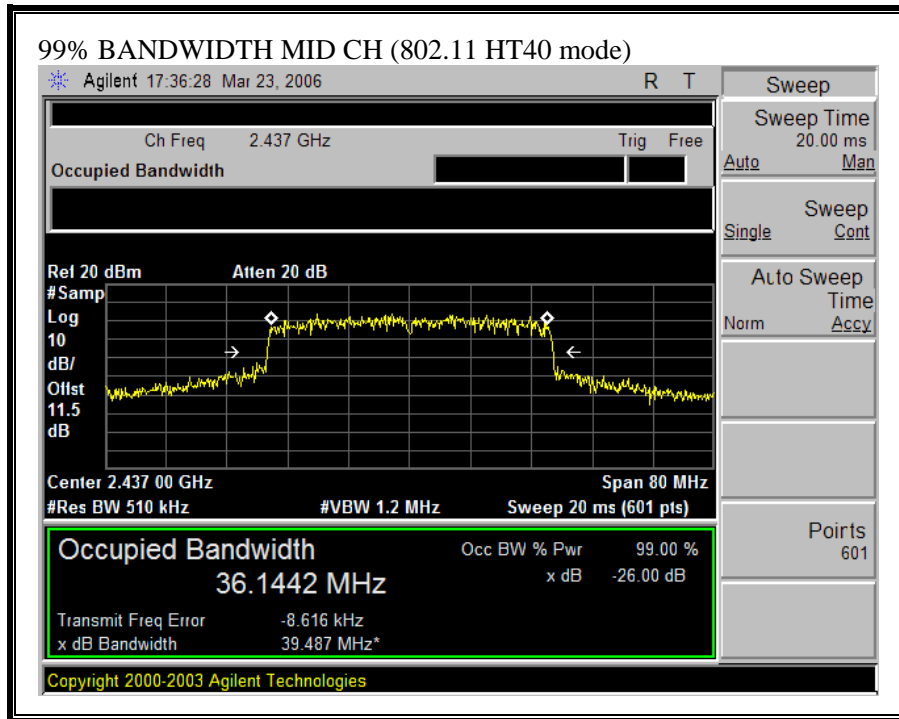 99% BANDWIDTH MID CH (802.11 HT40 mode)
Agilent 17:36:28 Mar 23, 2006 R T
Ch Freq 2.437 GHz Trig Free
Occupied Bandwidth
Ref 20 dBm Atten 20 dB
#Samp
Log
10
dB/
Offst
11.5
dB
Center 2.437 00 GHz Span 80 MHz
#Res BW 510 kHz #VBW 1.2 MHz Sweep 20 ms (601 pts)
Occupied Bandwidth Occ BW % Pwr 99.00 %
36.1442 MHz x dB -26.00 dB
Transmit Freq Error -8.616 kHz
x dB Bandwidth 39.487 MHz*
Copyright 2000-2003 Agilent Technologies
Sweep
Sweep Time
20.00 ms
Auto Man
Sweep
Single Cont
Auto Sweep
Time
Norm Accy
Points
601